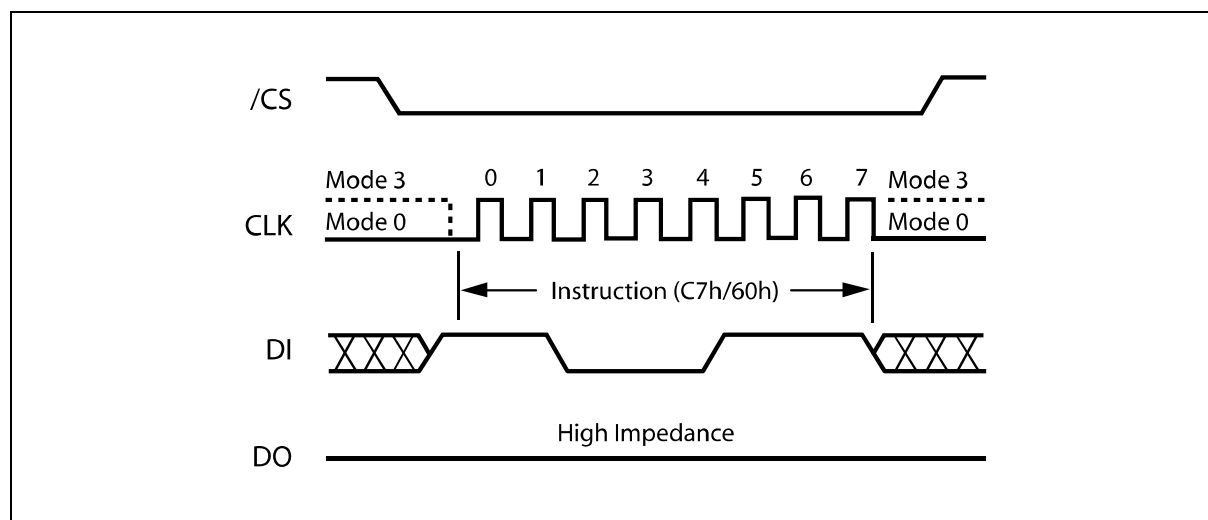 /CS
Mode 3 0 1 2 3 4 5 6 7 Mode 3
CLK Mode 0 Mode 0
Instruction (C7h/60h)
DI
High Impedance
DO